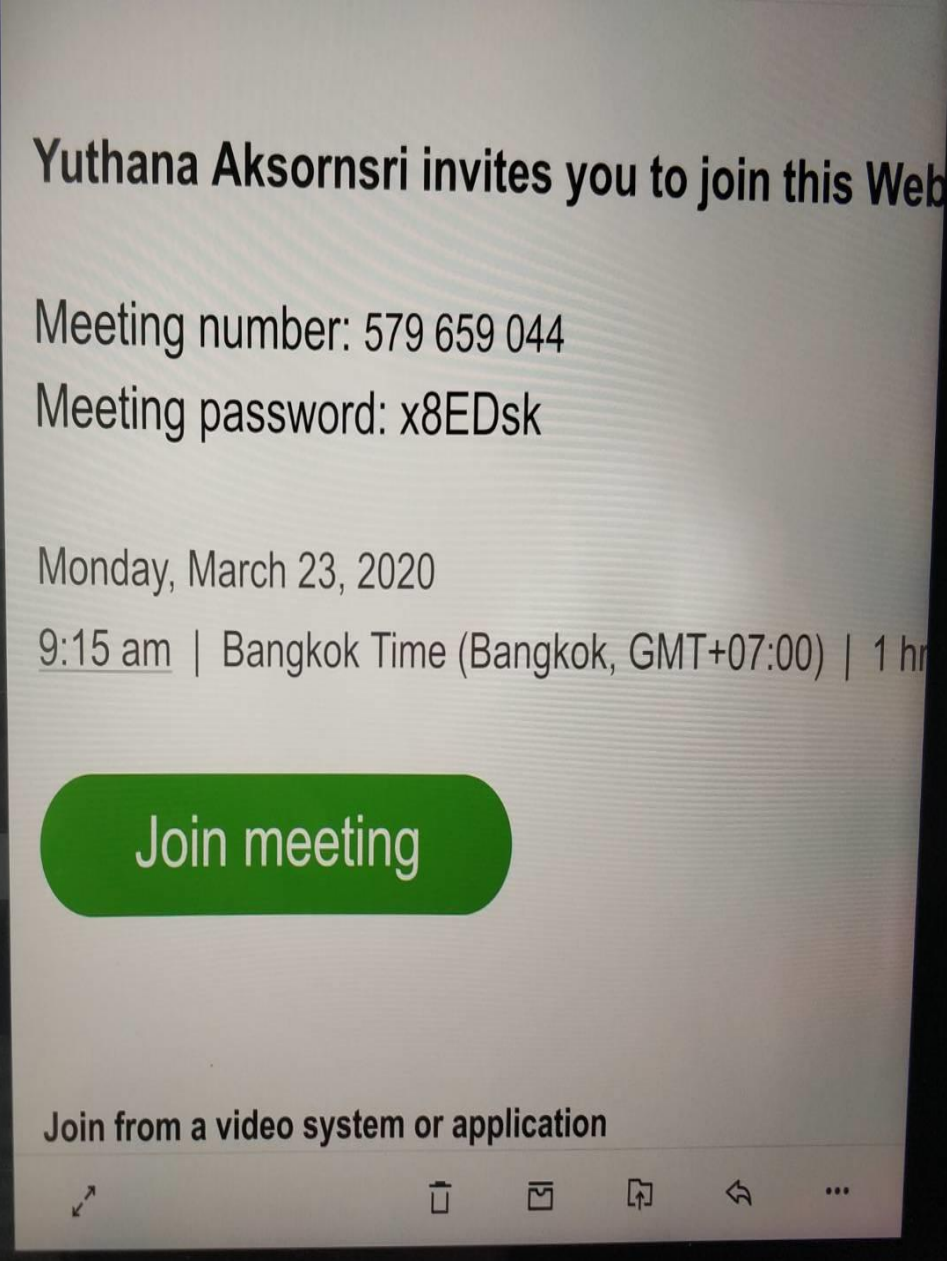 Yuthana Aksornsri invites you to join this Web
Meeting number: 579 659 044
Meeting password: x8EDsk
Monday, March 23, 2020
9:15 am | Bangkok Time (Bangkok, GMT+07:00) | 1 hr
Join meeting
Join from a video system or application